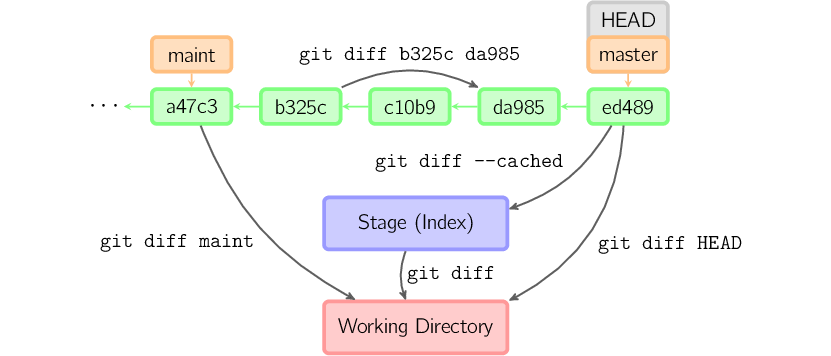 HEAD
maint
git diff b325c da985
master
...
a47c3
b325c
c10b9
da985
ed489
git diff --cached
Stage (Index)
git diff maint
git diff HEAD
git diff
Working Directory